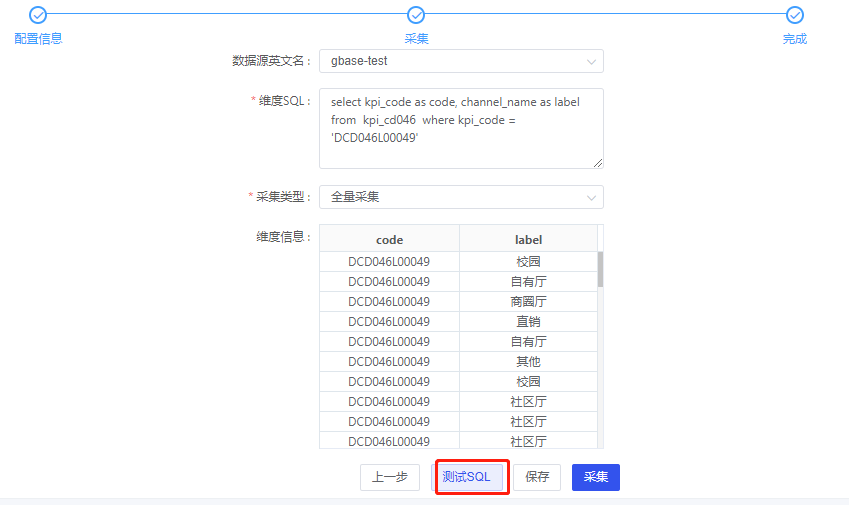 配置信息 采集 完成
数据源英文名： gbase-test
* 维度SQL： select kpi_code as code, channel_name as label
from kpi_cd046 where kpi_code =
'DCD046L00049'
* 采集类型： 全量采集
维度信息： code label
DCD046L00049 校园
DCD046L00049 自有厅
DCD046L00049 商圈厅
DCD046L00049 直销
DCD046L00049 自有厅
DCD046L00049 其他
DCD046L00049 校园
DCD046L00049 社区厅
DCD046L00049 社区厅
DCD046L00049 社区厅
上一步 测试SQL 保存 采集